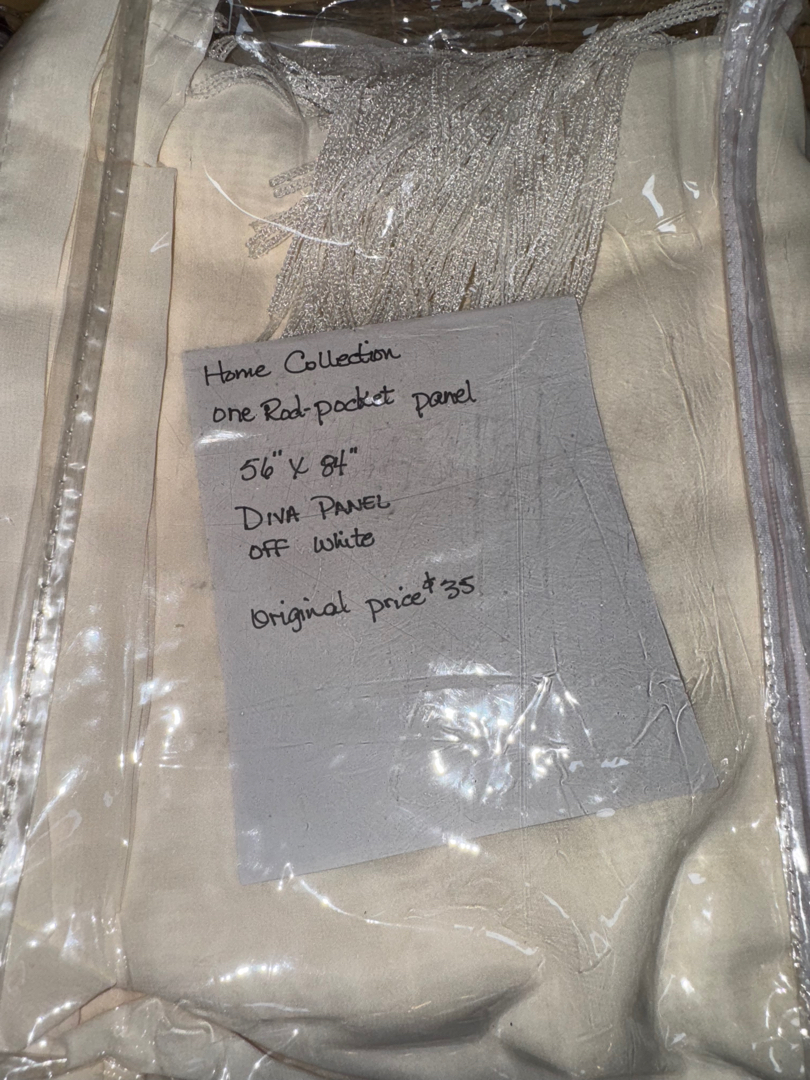 Home Collection
one Rod-pocket panel
56" X 84"
DIVA PANEL
OFF White
Original price $35